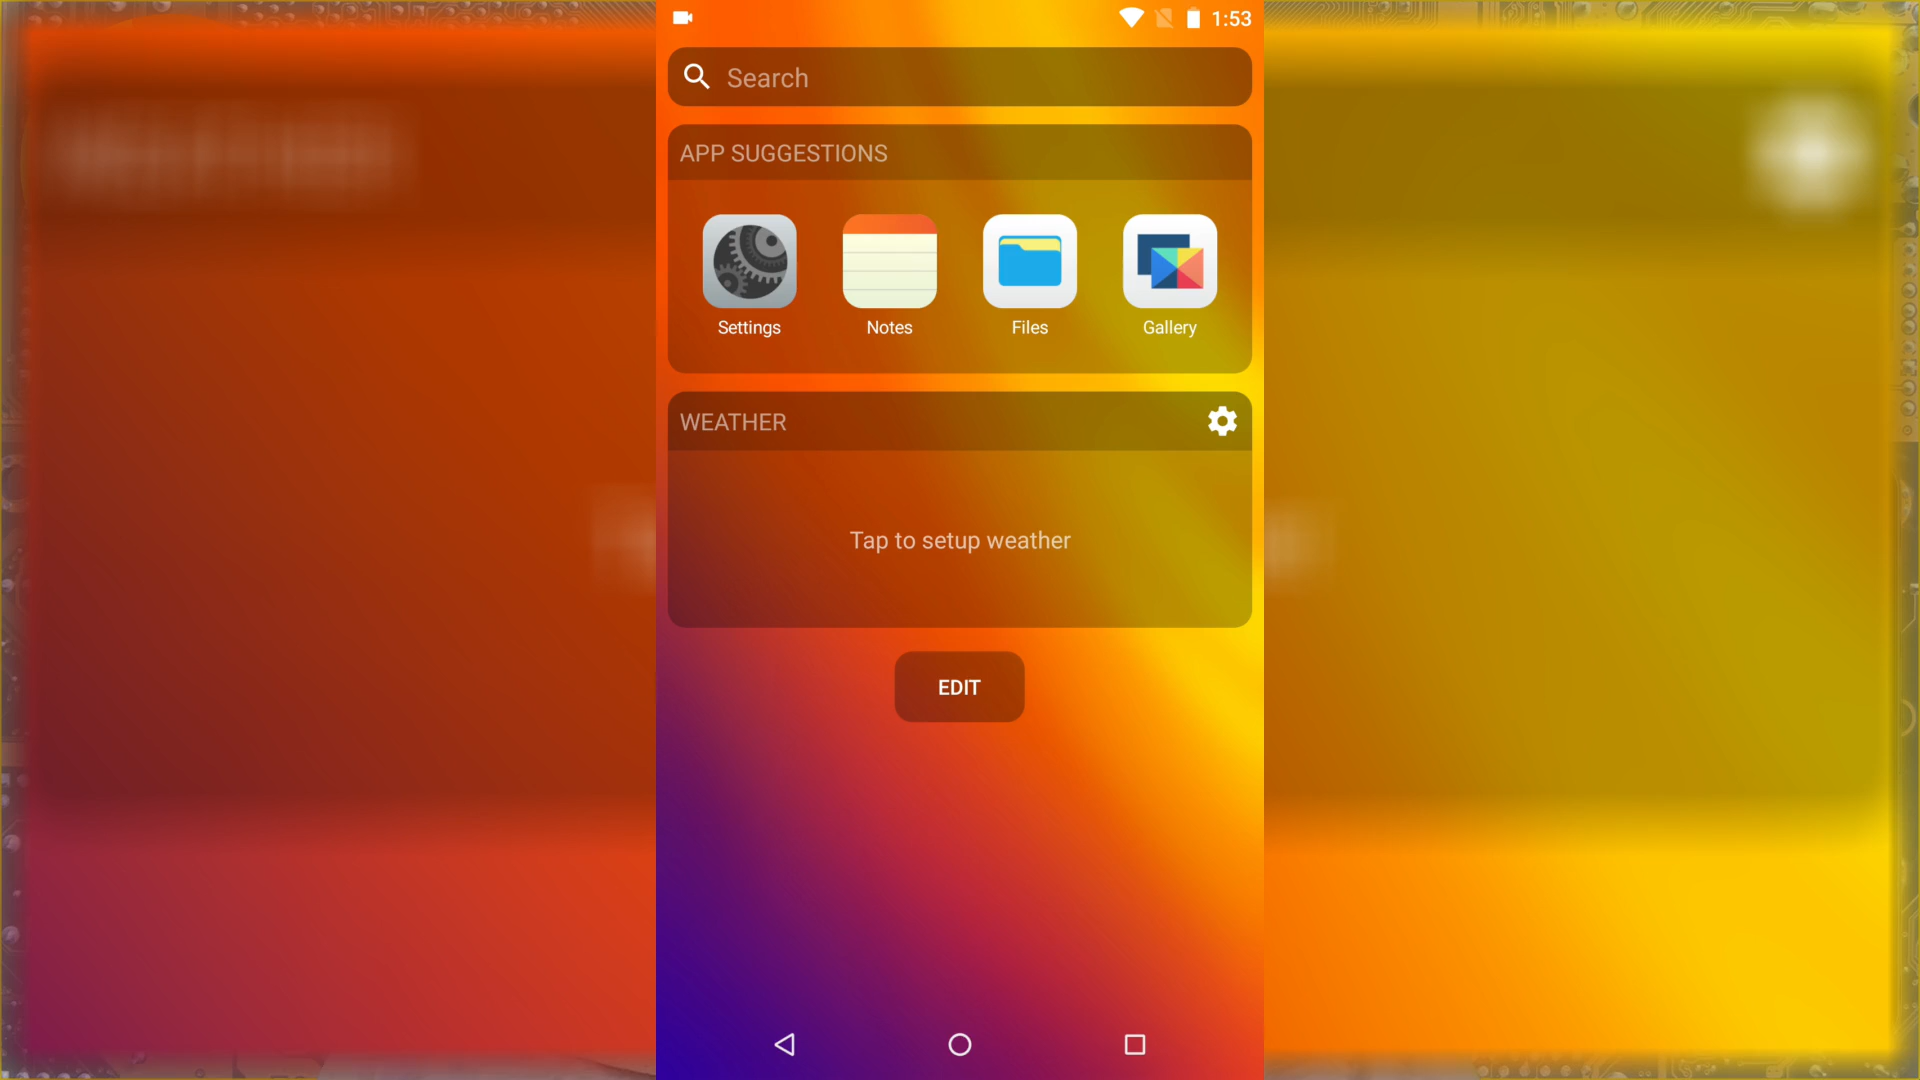 1:53
Search
APP SUGGESTIONS
Settings
Notes
Files
Gallery
WEATHER
Tap to setup weather
EDIT